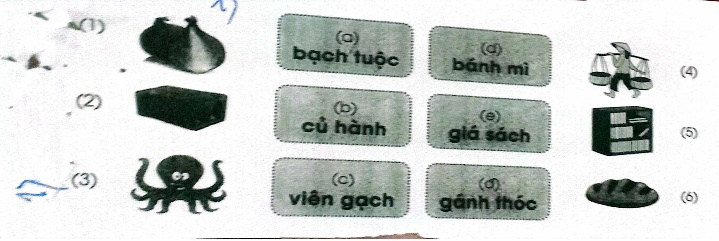 (1)
(a)
bạch tuộc
(d)
bánh mì
(4)
(2)
(b)
củ hành
(e)
giá sách
(5)
(3)
(c)
viên gạch
(đ)
gánh thóc
(6)